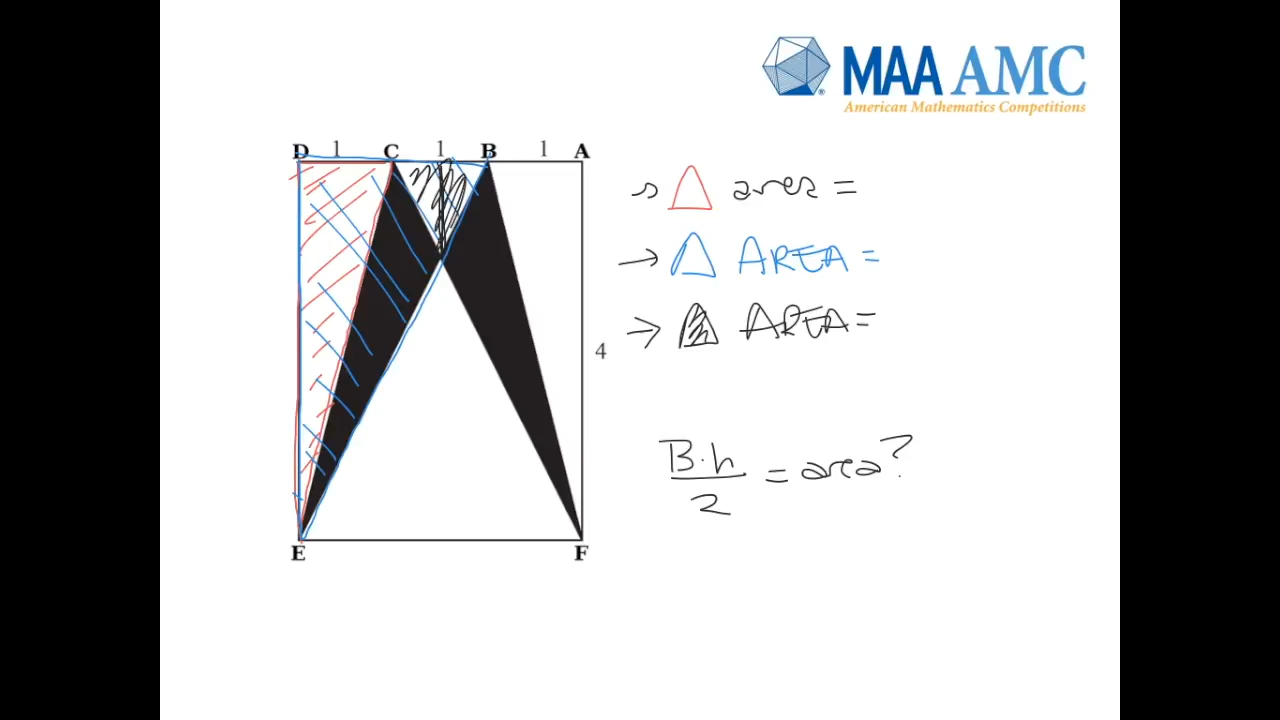 MAA AMC
American Mathematics Competitions
D 1 C 1 B 1 A
→ △ area =
→ △ AREA =
→ △ AREA =
4
B·h/2 = area?
E F